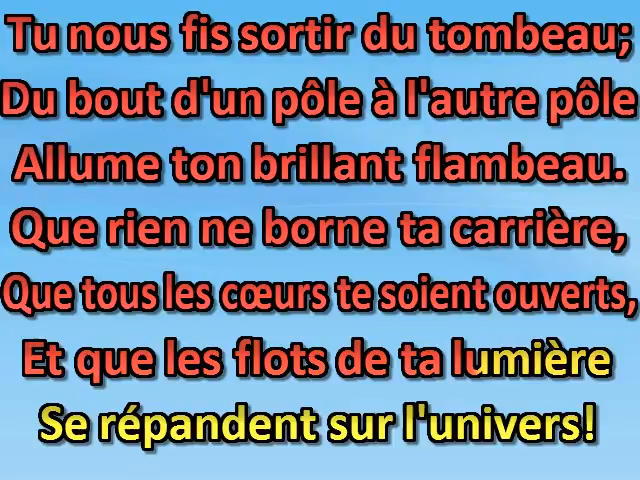 Tu nous fis sortir du tombeau;
Du bout d'un pôle à l'autre pôle
Allume ton brillant flambeau.
Que rien ne borne ta carrière,
Que tous les cœurs te soient ouverts,
Et que les flots de ta lumière
Se répandent sur l'univers!